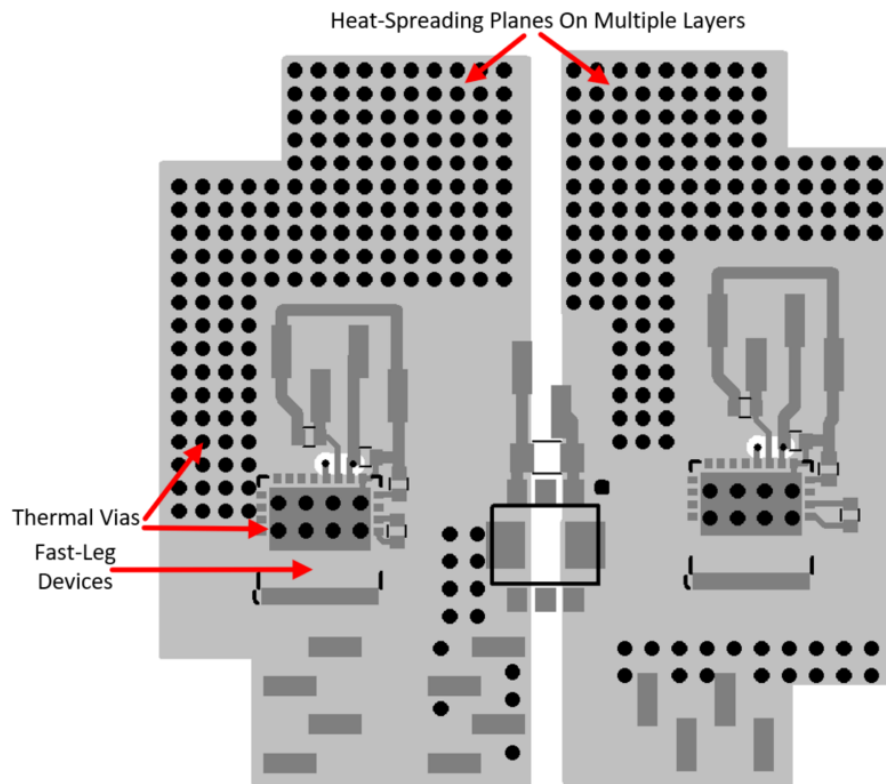 Heat-Spreading Planes On Multiple Layers
Thermal Vias
Fast-Leg
Devices